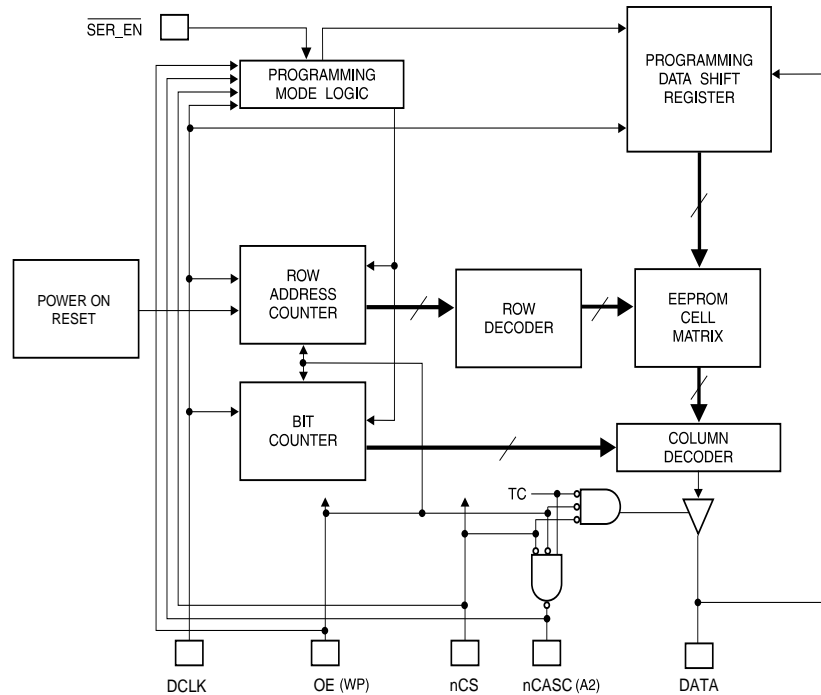 SER_EN
PROGRAMMING
MODE LOGIC
PROGRAMMING
DATA SHIFT
REGISTER
POWER ON
RESET
ROW
ADDRESS
COUNTER
ROW
DECODER
EEPROM
CELL
MATRIX
BIT
COUNTER
COLUMN
DECODER
TC
DCLK
OE (WP)
nCS
nCASC (A2)
DATA